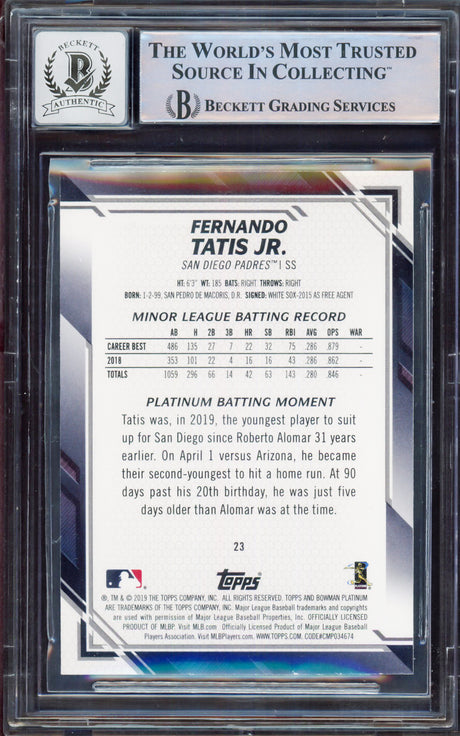 BECKETT
B
AUTHENTIC
THE WORLD'S MOST TRUSTED
SOURCE IN COLLECTING™
B BECKETT GRADING SERVICES
FERNANDO
TATIS JR.
SAN DIEGO PADRES™ | SS
HT: 6'3" WT: 185 BATS: RIGHT THROWS: RIGHT
BORN: 1-2-99, SAN PEDRO DE MACORIS, D.R. SIGNED: WHITE SOX-2015 AS FREE AGENT
MINOR LEAGUE BATTING RECORD
AB H 2B 3B HR SB RBI AVG OPS WAR
CAREER BEST 486 135 27 7 22 32 75 .286 .879
2018 353 101 22 4 16 16 43 .286 .862
TOTALS 1059 296 66 14 42 63 143 .280 .846
PLATINUM BATTING MOMENT
Tatis was, in 2019, the youngest player to suit
up for San Diego since Roberto Alomar 31 years
earlier. On April 1 versus Arizona, he became
their second-youngest to hit a home run. At 90
days past his 20th birthday, he was just five
days older than Alomar was at the time.
23
topps
®, TM & © 2019 THE TOPPS COMPANY, INC. ALL RIGHTS RESERVED. TOPPS AND BOWMAN PLATINUM
ARE TRADEMARKS OF THE TOPPS COMPANY, INC. Major League Baseball trademarks and copyrights
are used with permission of Major League Baseball Properties, Inc. OFFICIALLY LICENSED
PRODUCT OF MLBP. Visit MLB.com Officially Licensed Product of Major League Baseball
Players Association. Visit MLBPlayers.com. WWW.TOPPS.COM. CODE#CMP034674